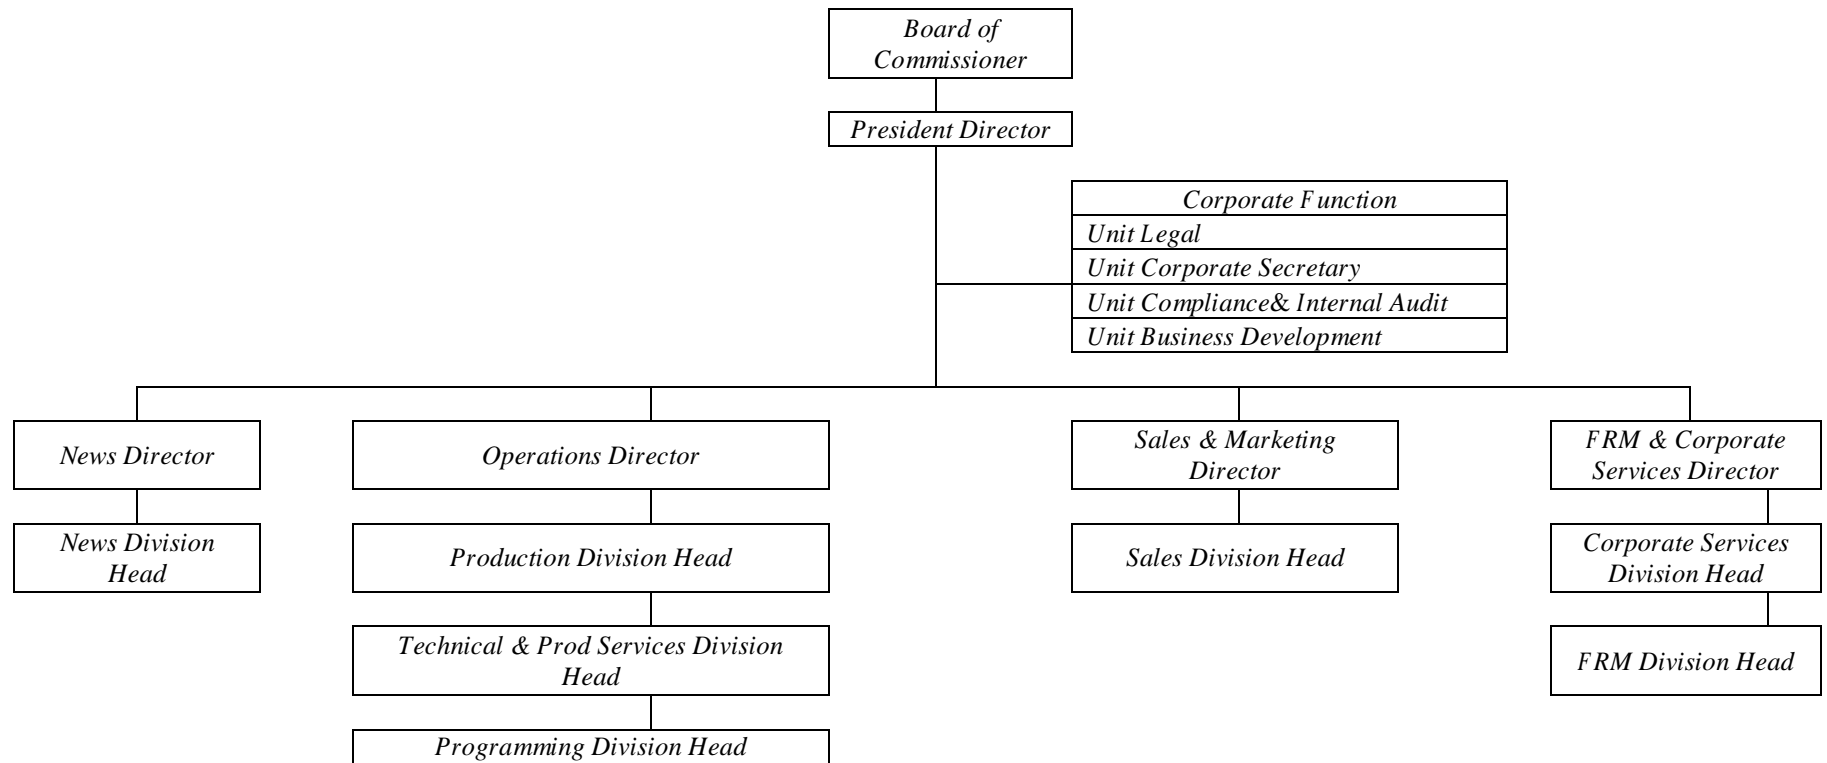 Board of
Commissioner
President Director
Corporate Function
Unit Legal
Unit Corporate Secretary
Unit Compliance& Internal Audit
Unit Business Development
News Director
Operations Director
Sales & Marketing
Director
FRM & Corporate
Services Director
News Division
Head
Production Division Head
Sales Division Head
Corporate Services
Division Head
Technical & Prod Services Division
Head
FRM Division Head
Programming Division Head